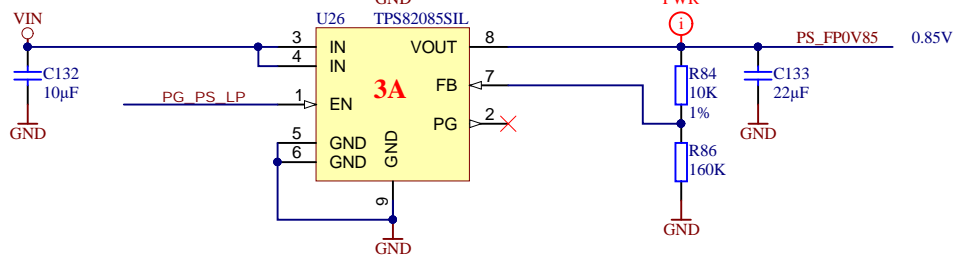 GND
PWR
VIN
U26 TPS82085SIL
3 IN VOUT 8
PS_FP0V85 0.85V
4 IN
i
C132
10µF
3A
FB 7
R84
10K
1%
C133
22µF
PG_PS_LP
1 EN
PG 2
GND
GND
5 GND
6 GND
GND
R86
160K
9
GND
GND